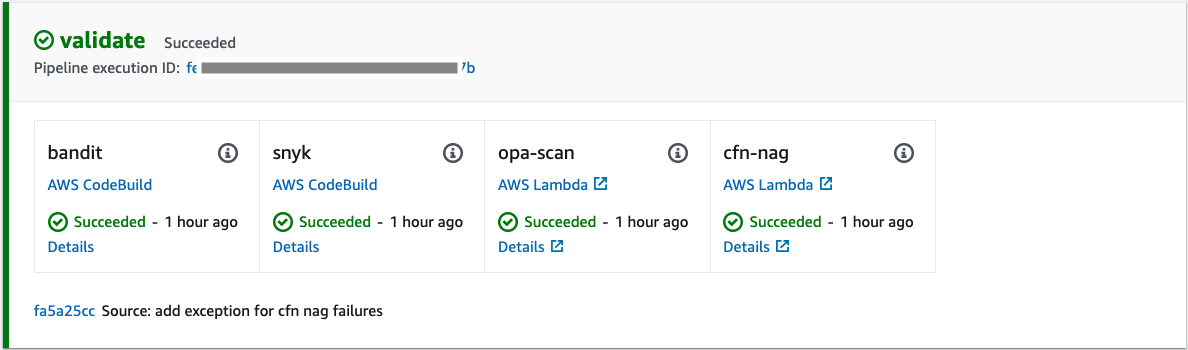 validate Succeeded
Pipeline execution ID: fe 7b
bandit
AWS CodeBuild
Succeeded - 1 hour ago
Details
snyk
AWS CodeBuild
Succeeded - 1 hour ago
Details
opa-scan
AWS Lambda
Succeeded - 1 hour ago
Details
cfn-nag
AWS Lambda
Succeeded - 1 hour ago
Details
fa5a25cc Source: add exception for cfn nag failures